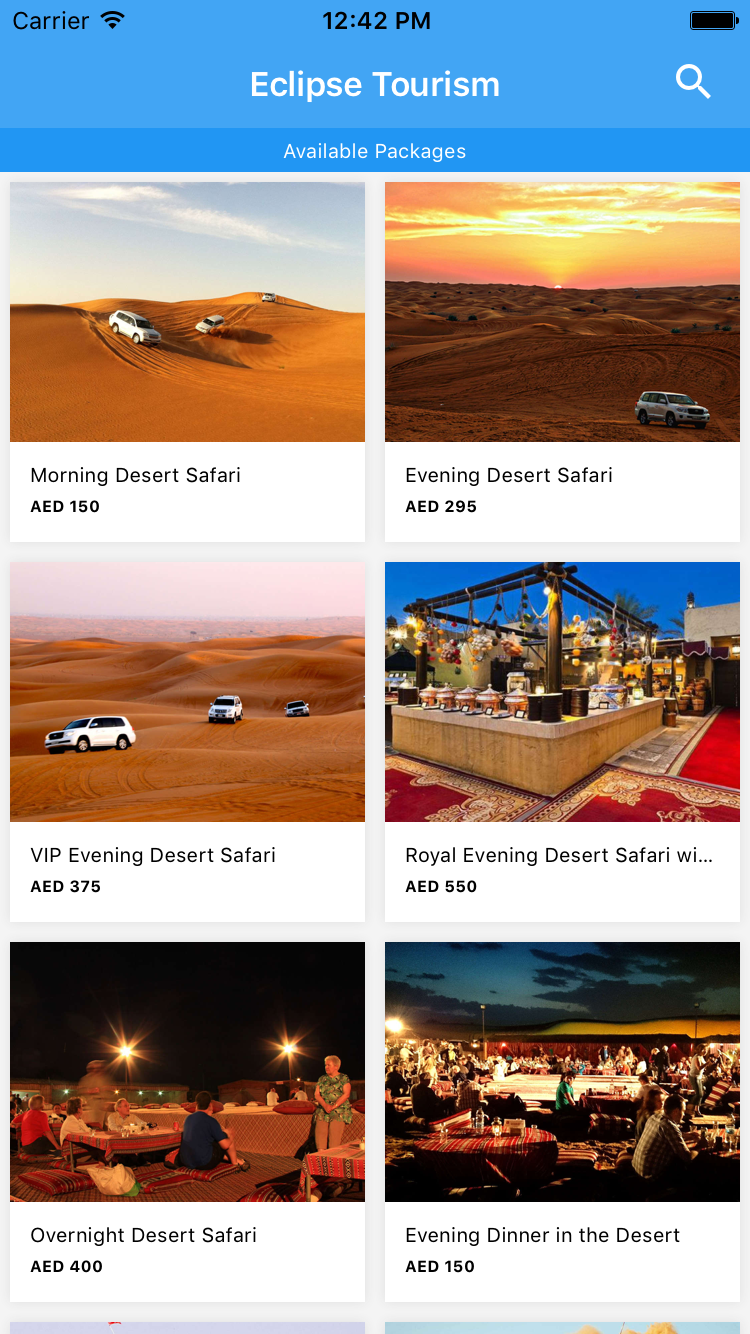 Carrier 12:42 PM
Eclipse Tourism
Available Packages
Morning Desert Safari
AED 150
Evening Desert Safari
AED 295
VIP Evening Desert Safari
AED 375
Royal Evening Desert Safari wi...
AED 550
Overnight Desert Safari
AED 400
Evening Dinner in the Desert
AED 150